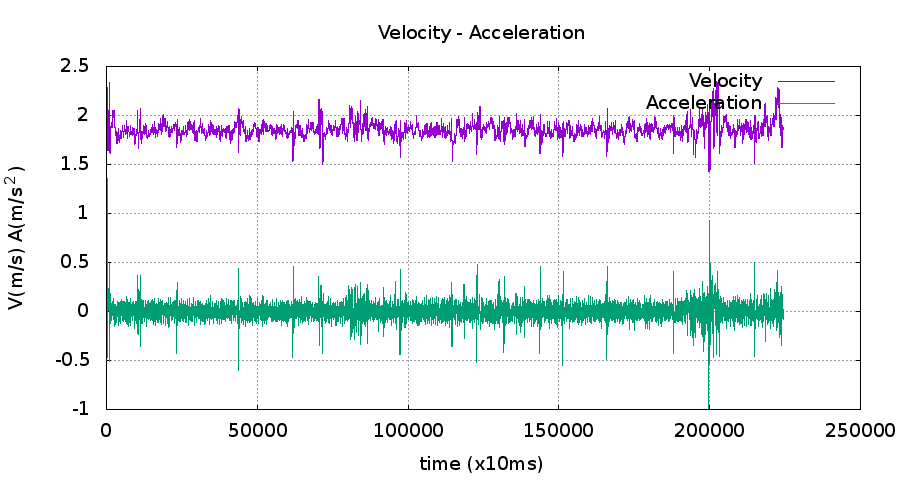 Velocity - Acceleration
2.5
2
1.5
1
0.5
0
-0.5
-1
V(m/s) A(m/s2 )
Velocity
Acceleration
0 50000 100000 150000 200000 250000
time (x10ms)